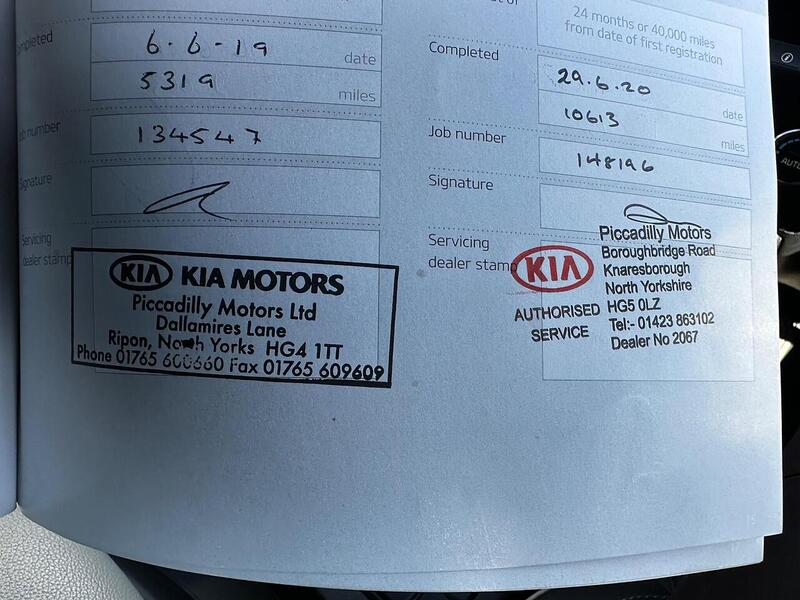 Completed
6.6.19
date
5319
miles
Job number
134547
Signature
Servicing
dealer stamp
KIA KIA MOTORS
Piccadilly Motors Ltd
Dallamires Lane
Ripon, North Yorks HG4 1TT
Phone 01765 600660 Fax 01765 609609
24 months or 40,000 miles
from date of first registration
Completed
29.6.20
date
10613
miles
Job number
148196
Signature
Servicing
dealer stamp
KIA
AUTHORISED
SERVICE
Piccadilly Motors
Boroughbridge Road
Knaresborough
North Yorkshire
HG5 0LZ
Tel:- 01423 863102
Dealer No 2067
AUTO